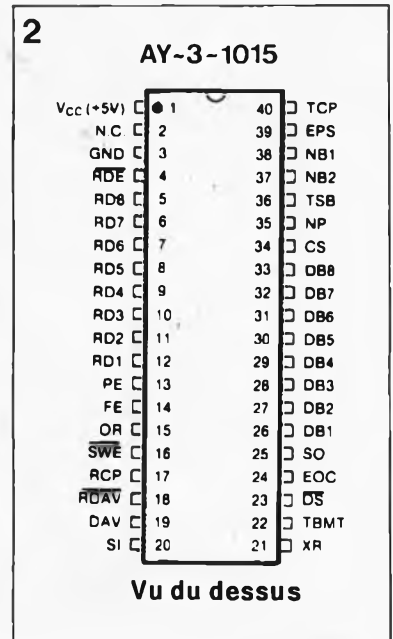 2
AY-3-1015
VCC (+5V) 1 40 TCP
N.C. 2 39 EPS
GND 3 38 NB1
R̅D̅E̅ 4 37 NB2
RD8 5 36 TSB
RD7 6 35 NP
RD6 7 34 CS
RD5 8 33 DB8
RD4 9 32 DB7
RD3 10 31 DB6
RD2 11 30 DB5
RD1 12 29 DB4
PE 13 28 DB3
FE 14 27 DB2
OR 15 26 DB1
S̅W̅E̅ 16 25 SO
RCP 17 24 EOC
R̅D̅A̅V̅ 18 23 D̅S̅
DAV 19 22 TBMT
SI 20 21 XR
Vu du dessus